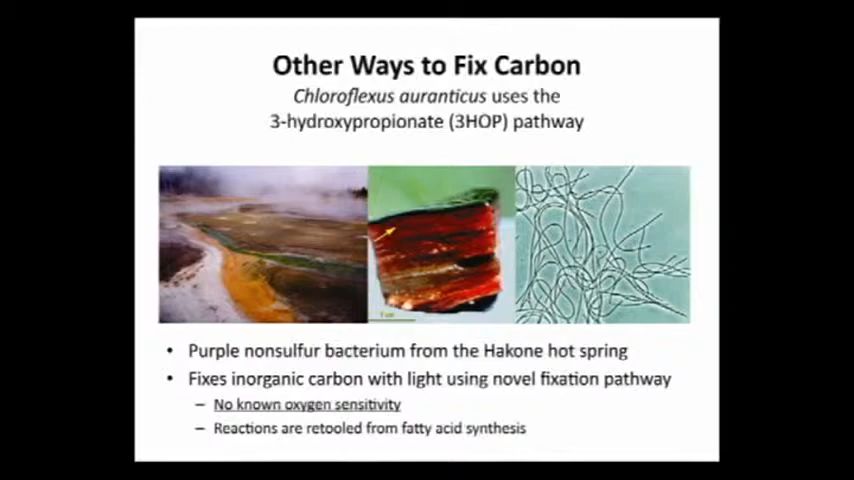 Other Ways to Fix Carbon
Chloroflexus auranticus uses the
3-hydroxypropionate (3HOP) pathway
• Purple nonsulfur bacterium from the Hakone hot spring
• Fixes inorganic carbon with light using novel fixation pathway
– No known oxygen sensitivity
– Reactions are retooled from fatty acid synthesis